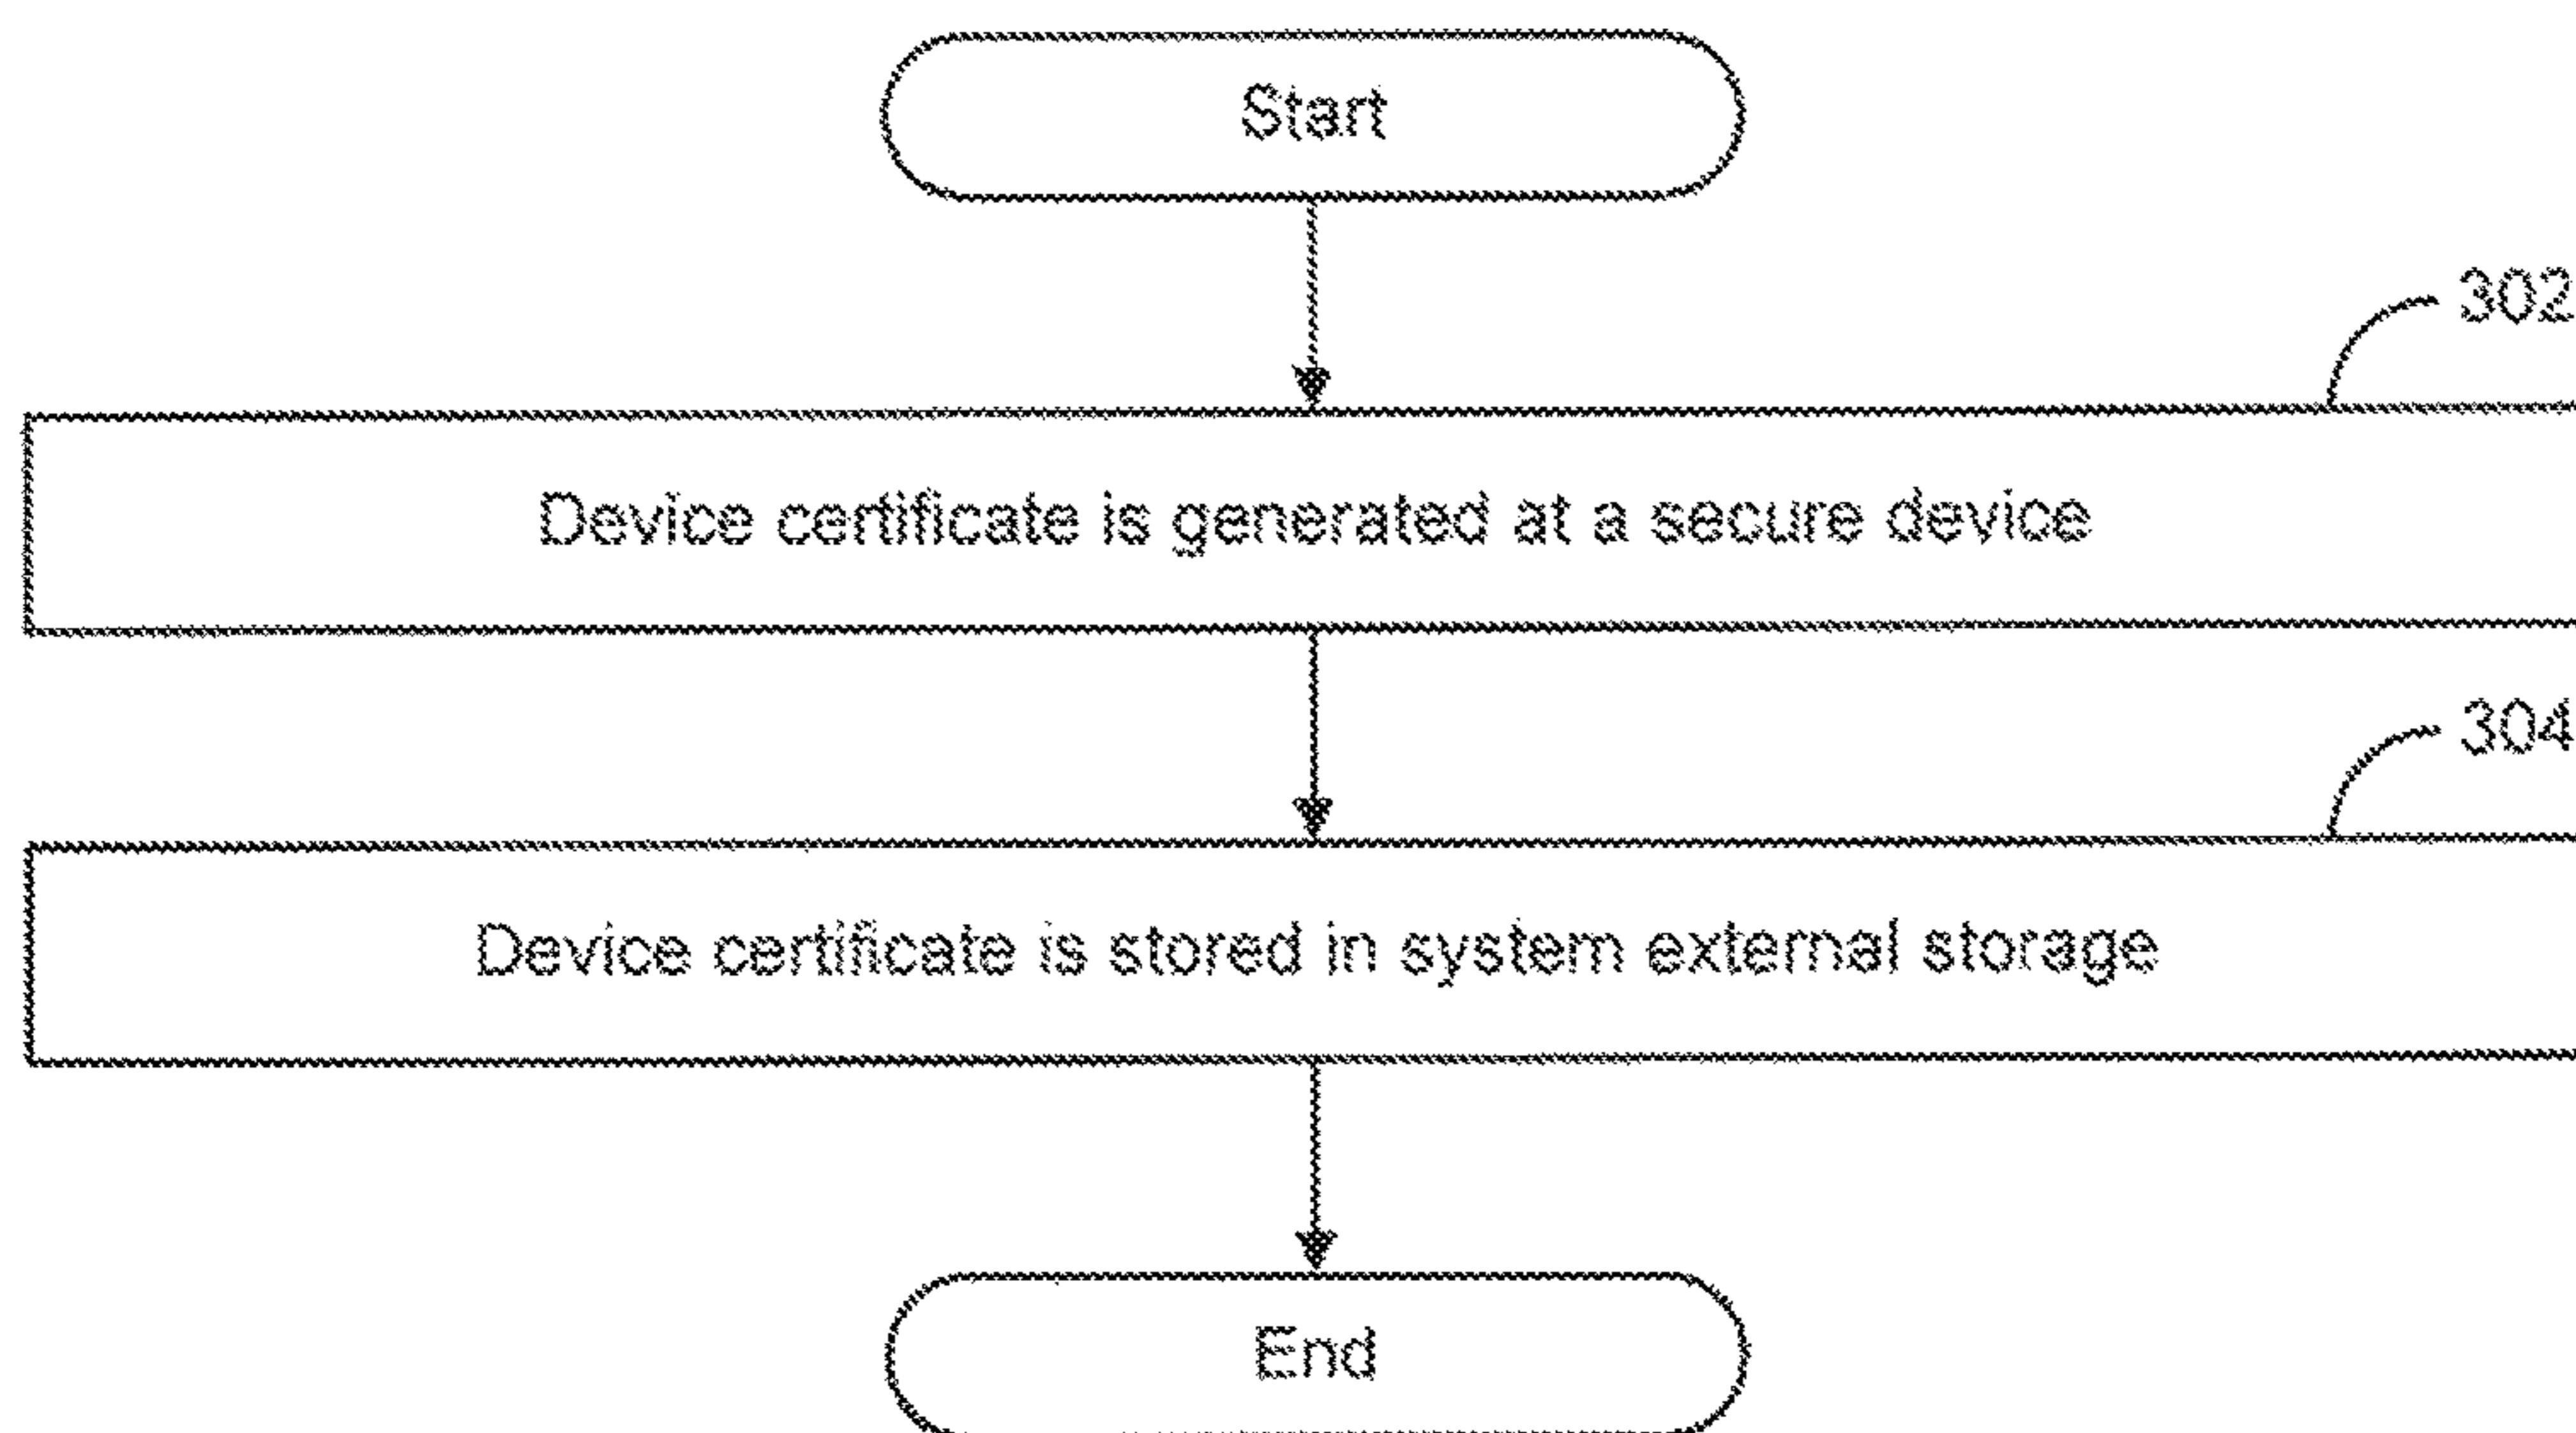 Start
302
Device certificate is generated at a secure device
304
Device certificate is stored in system external storage
End